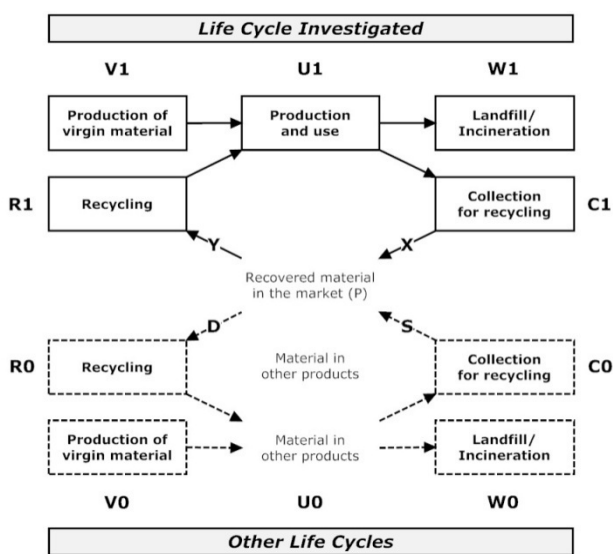 Life Cycle Investigated
V1 U1 W1
Production of
virgin material
Production
and use
Landfill/
Incineration
R1
Recycling
Collection
for recycling
C1
Y
X
Recovered material
in the market (P)
D
S
R0
Recycling
Material in
other products
Collection
for recycling
C0
Production of
virgin material
Material in
other products
Landfill/
Incineration
V0 U0 W0
Other Life Cycles